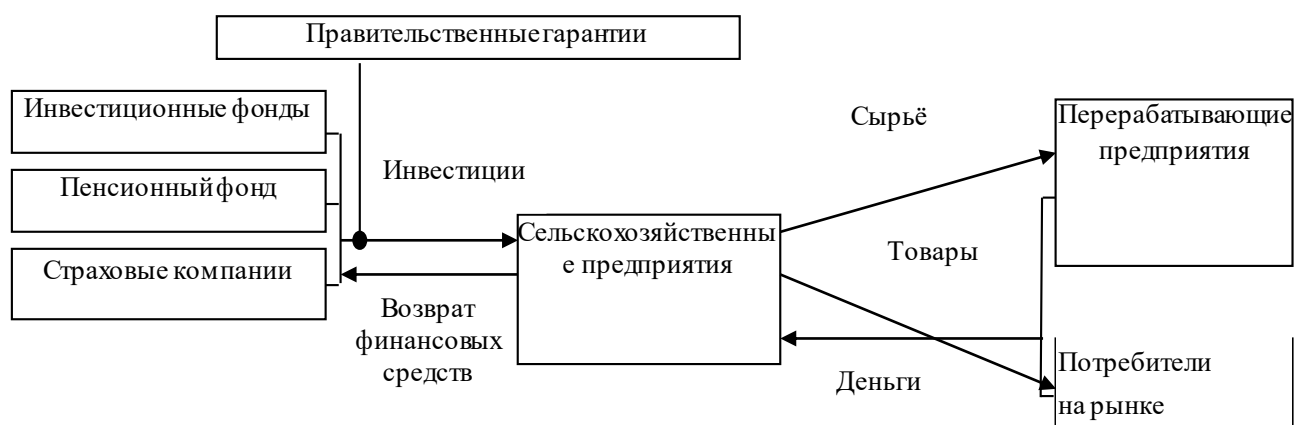 Правительственные гарантии
Инвестиционные фонды
Пенсионный фонд
Страховые компании
Инвестиции
Возврат
финансовых
средств
Сельскохозяйственны
е предприятия
Сырьё
Товары
Деньги
Перерабатывающие
предприятия
Потребители
на рынке